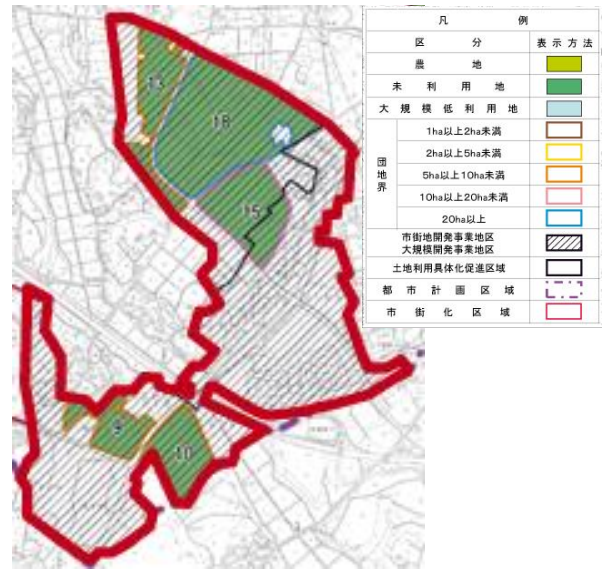 凡例
区分 表示方法
農地
未利用地
大規模低利用地
団地界
1ha以上2ha未満
2ha以上5ha未満
5ha以上10ha未満
10ha以上20ha未満
20ha以上
市街地開発事業地区
大規模開発事業地区
土地利用具体化促進区域
都市計画区域
市街化区域
13
18
15
9
10